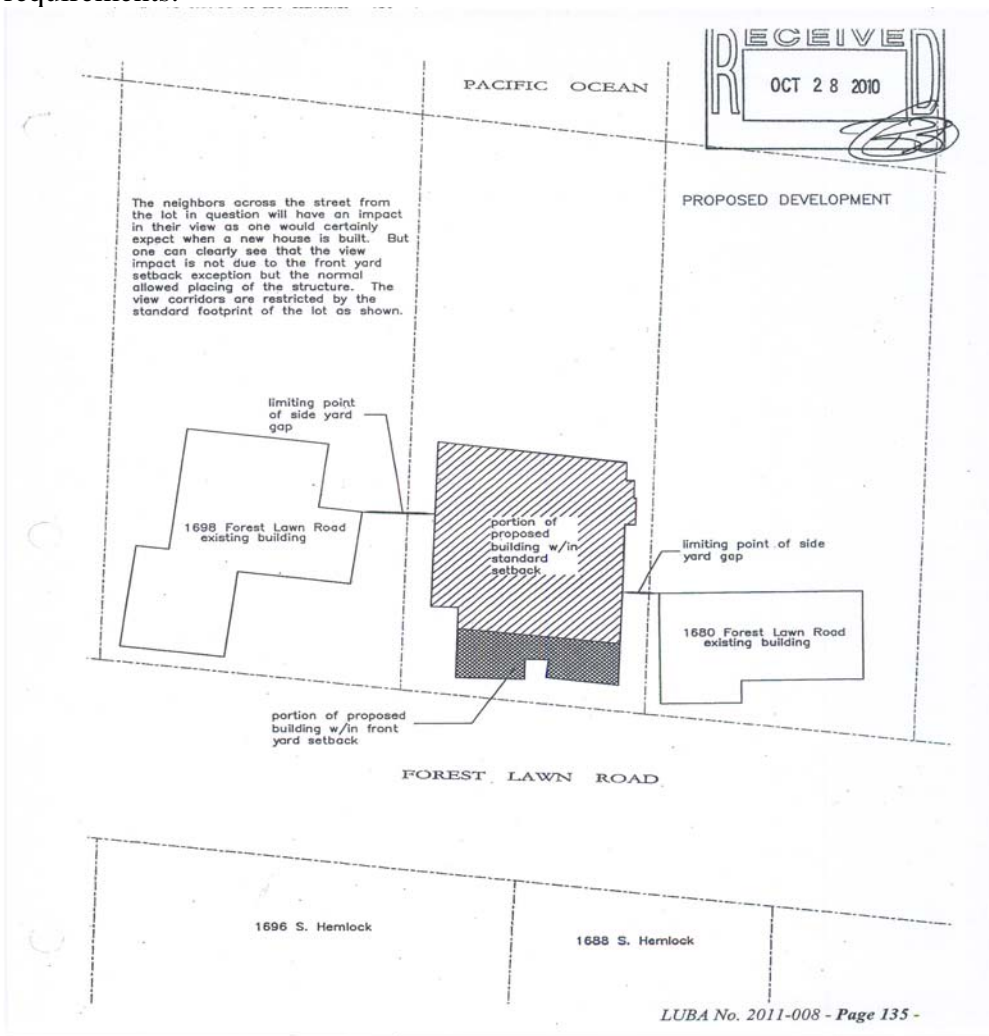 requirements.
PACIFIC OCEAN
RECEIVED
OCT 28 2010
The neighbors across the street from
the lot in question will have an impact
in their view as one would certainly
expect when a new house is built. But
one can clearly see that the view
impact is not due to the front yard
setback exception but the normal
allowed placing of the structure. The
view corridors are restricted by the
standard footprint of the lot as shown.
PROPOSED DEVELOPMENT
limiting point
of side yard
gap
1698 Forest Lawn Road
existing building
portion of
proposed
building w/in
standard
setback
limiting point of side
yard gap
1680 Forest Lawn Road
existing building
portion of proposed
building w/in front
yard setback
FOREST LAWN ROAD
1696 S. Hemlock
1688 S. Hemlock
LUBA No. 2011-008 - Page 135 -